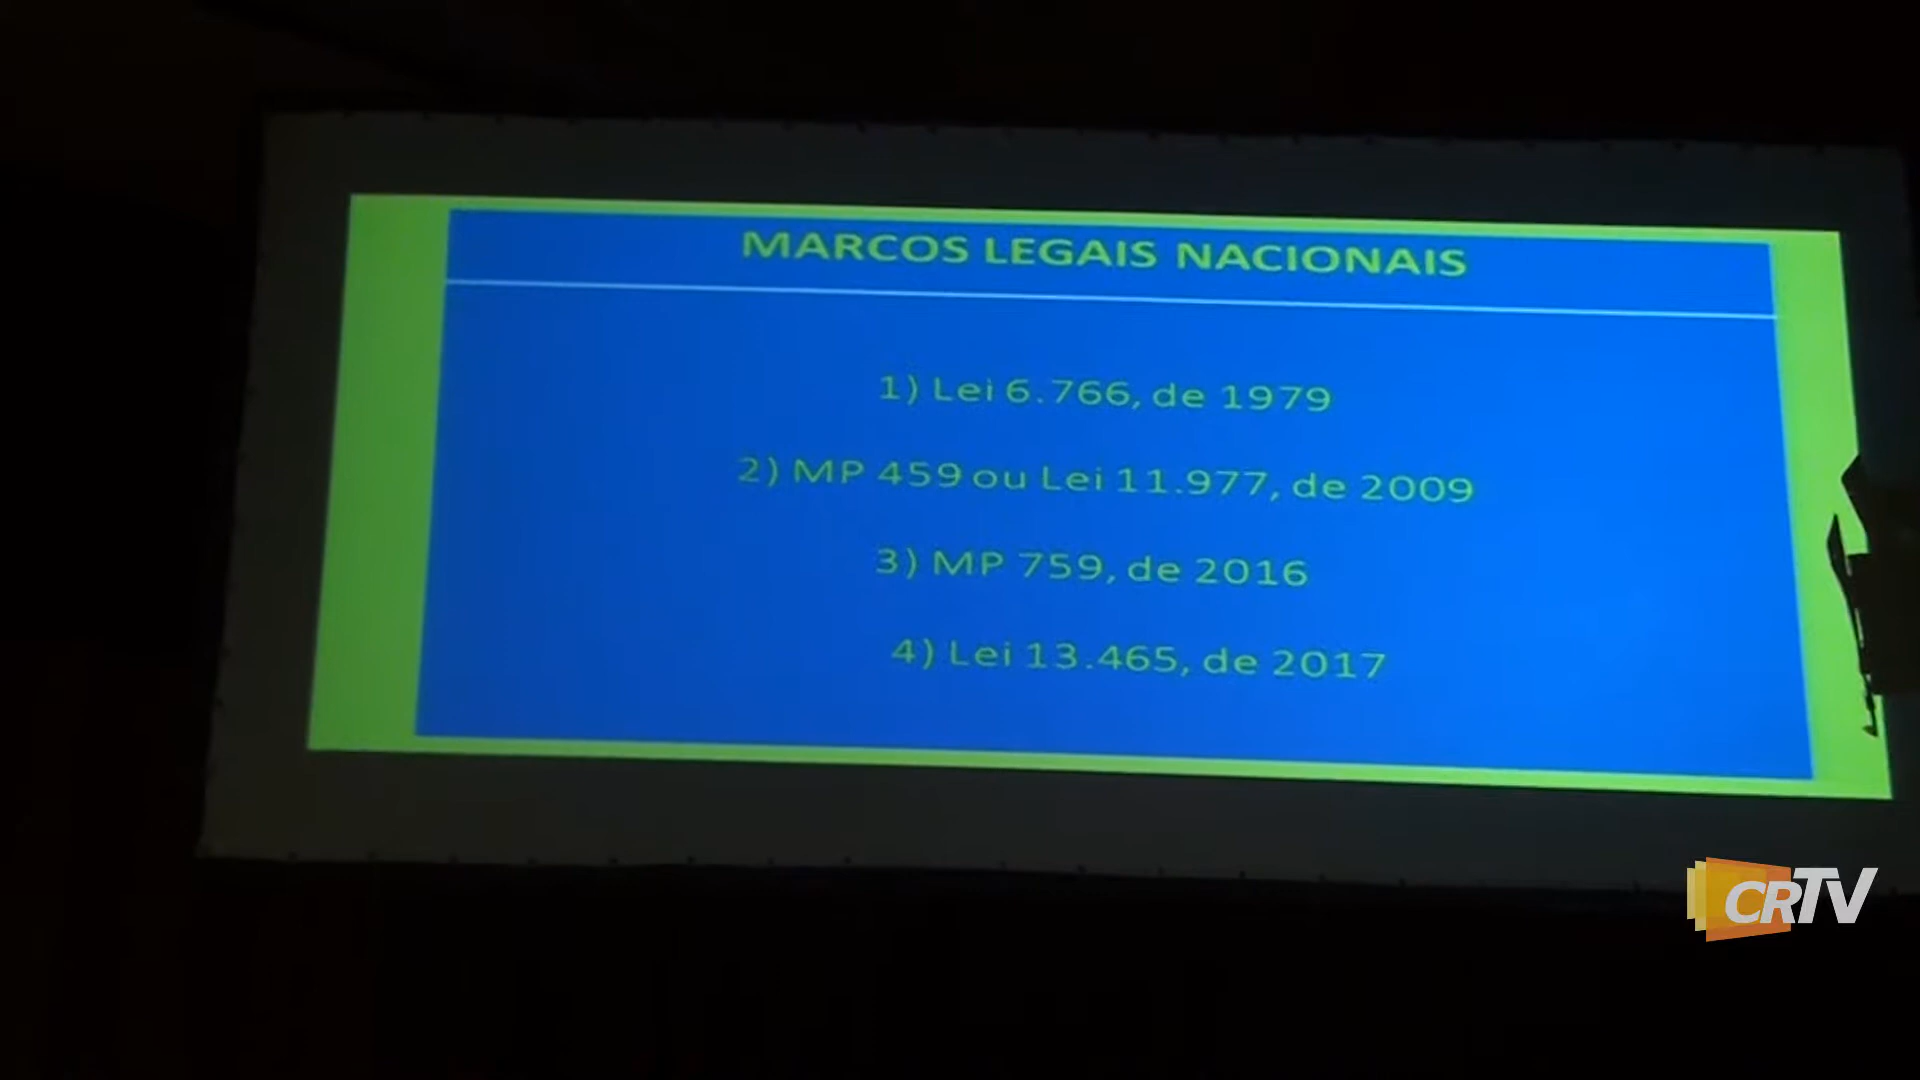 MARCOS LEGAIS NACIONAIS
1) Lei 6.766, de 1979
2) MP 459 ou Lei 11.977, de 2009
3) MP 759, de 2016
4) Lei 13.465, de 2017
CRTV